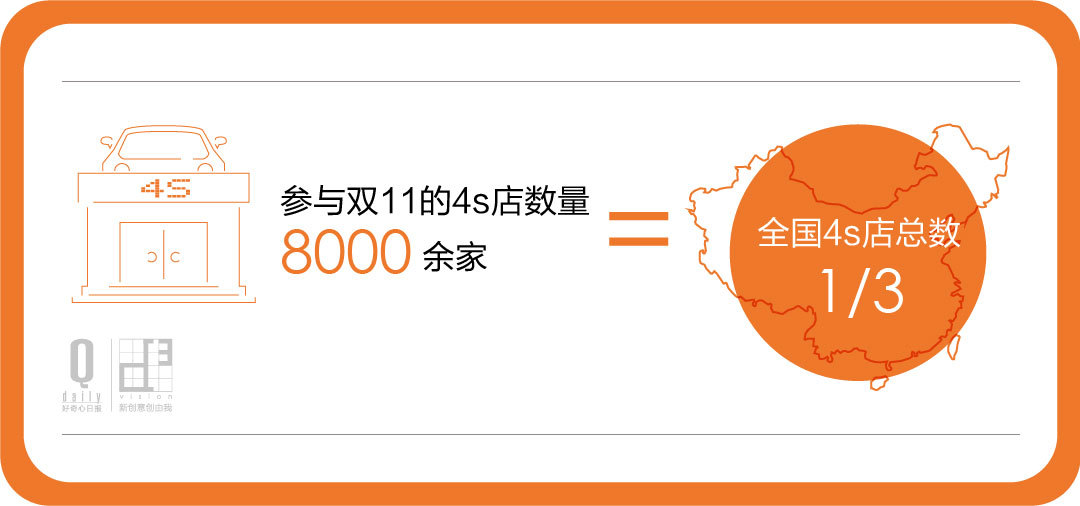 4S
参与双11的4s店数量
8000 余家
=
全国4s店总数
1/3
Q
daily
好奇心日报
vision
新创意创由我